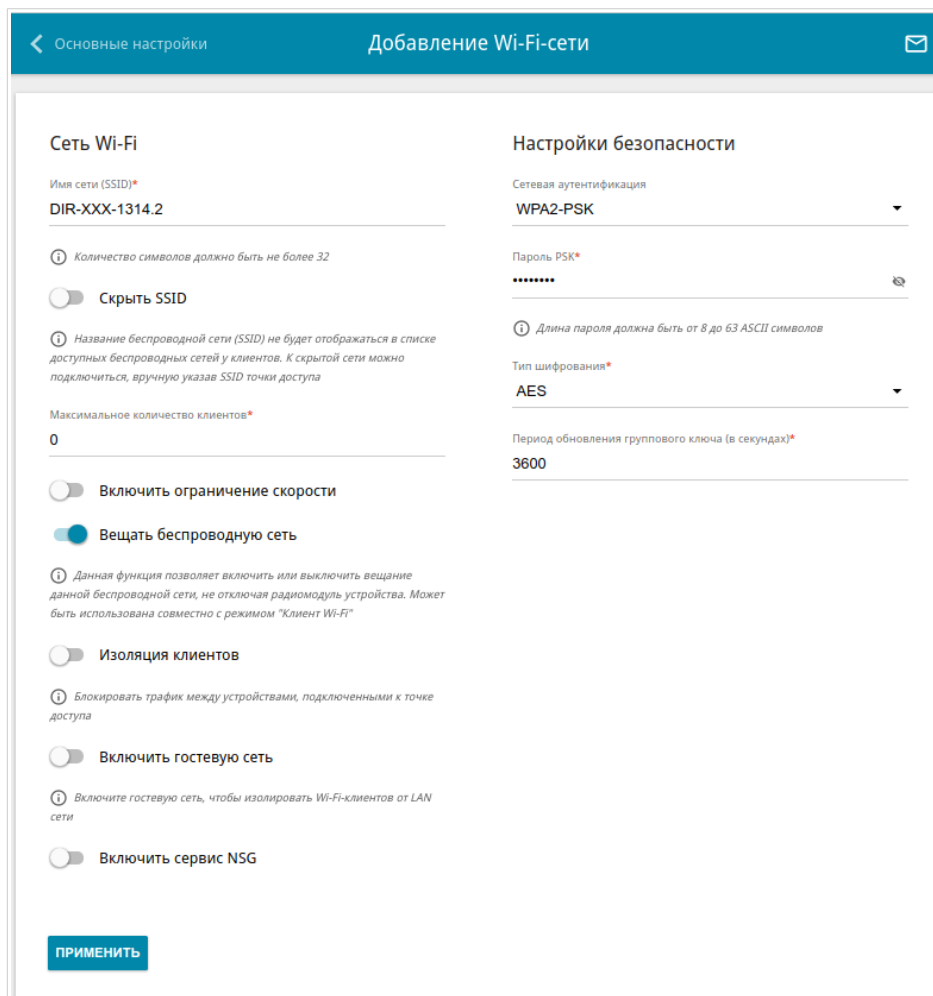 Основные настройки
Добавление Wi-Fi-сети
Сеть Wi-Fi
Имя сети (SSID)*
DIR-XXX-1314.2
Количество символов должно быть не более 32
Скрыть SSID
Название беспроводной сети (SSID) не будет отображаться в списке
доступных беспроводных сетей у клиентов. К скрытой сети можно
подключиться, вручную указав SSID точки доступа
Максимальное количество клиентов*
0
Включить ограничение скорости
Вещать беспроводную сеть
Данная функция позволяет включить или выключить вещание
данной беспроводной сети, не отключая радиомодуль устройства. Может
быть использована совместно с режимом "Клиент Wi-Fi"
Изоляция клиентов
Блокировать трафик между устройствами, подключенными к точке
доступа
Включить гостевую сеть
Включите гостевую сеть, чтобы изолировать Wi-Fi-клиентов от LAN
сети
Включить сервис NSG
ПРИМЕНИТЬ
Настройки безопасности
Сетевая аутентификация
WPA2-PSK
Пароль PSK*
••••••••
Длина пароля должна быть от 8 до 63 ASCII символов
Тип шифрования*
AES
Период обновления группового ключа (в секундах)*
3600